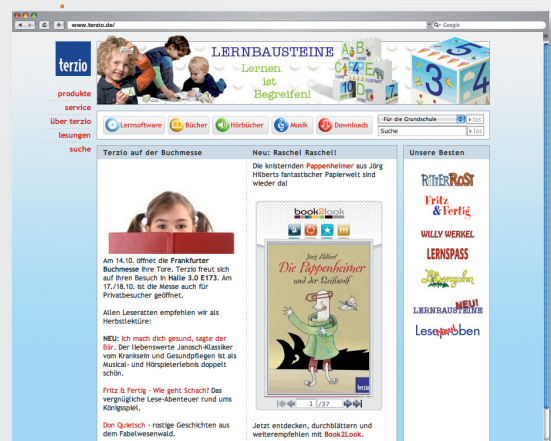 www.terzio.de/
Google
terzio
LERNBAUSTEINE
Lernen
ist
Begreifen!
produkte
service
über terzio
lesungen
suche
Lernsoftware
Bücher
Hörbücher
Musik
Downloads
Für die Grundschule
los
Suche
los
Terzio auf der Buchmesse
Am 14.10. öffnet die Frankfurter
Buchmesse ihre Tore. Terzio freut sich
auf Ihren Besuch in Halle 3.0 E173. Am
17./18.10. ist die Messe auch für
Privatbesucher geöffnet.
Allen Leseratten empfehlen wir als
Herbstlektüre:
NEU: Ich mach dich gesund, sagte der
Bär. Der liebenswerte Janosch-Klassiker
vom Kranksein und Gesundpflegen ist als
Musical- und Hörspielerlebnis doppelt
schön.
Fritz & Fertig - Wie geht Schach? Das
vergnügliche Lese-Abenteuer rund ums
Königsspiel.
Don Quietsch - rostige Geschichten aus
dem Fabelwesenwald.
Neu: Raschel Raschel!
Die knisternden Pappenheimer aus Jörg
Hilberts fantastischer Papierwelt sind
wieder da!
book2look
Jörg Hilbert
Die Pappenheimer
und der Reißwolf
terzio
1 /37
Jetzt entdecken, durchblättern und
weiterempfehlen mit Book2Look.
Unsere Besten
RITTER ROST
Fritz
& Fertig
WILLY WERKEL
LERNSPASS
Löwenzahn
NEU!
LERNBAUSTEINE